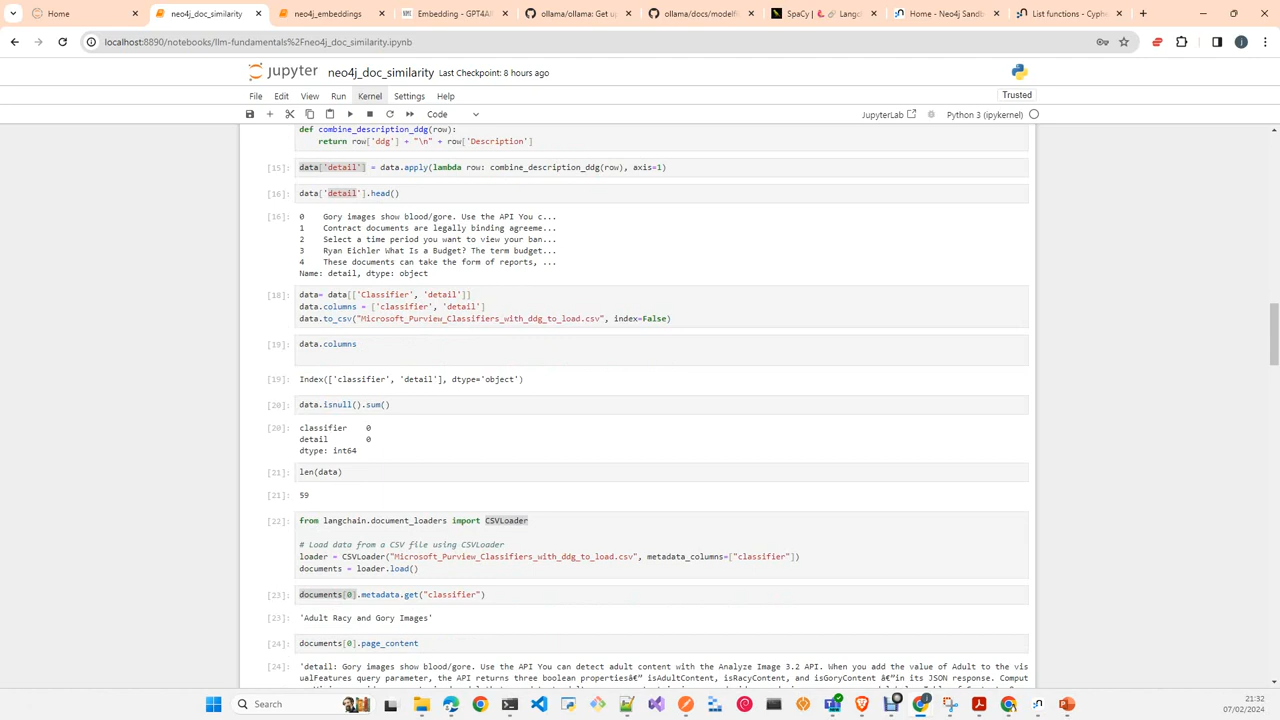 Home
neo4j_doc_similarity
neo4j_embeddings
Embedding - GPT4Al
ollama/ollama: Get u
ollama/docs/modelfil
SpaCy
Langch
Home - Neo4j Sandb
List functions - Cyphe
localhost:8890/notebooks/llm-fundamentals%2Fneo4j_doc_similarity.ipynb
jupyter neo4j_doc_similarity Last Checkpoint: 8 hours ago
File Edit View Run Kernel Settings Help
Trusted
Code
JupyterLab
Python 3 (ipykernel)
def combine_description_ddg(row):
return row['ddg'] + "\n" + row['Description']
[15]: data['detail'] = data.apply(lambda row: combine_description_ddg(row), axis=1)
[16]: data['detail'].head()
[16]: 0 Gory images show blood/gore. Use the API You c...
1 Contract documents are legally binding agreeme...
2 Select a time period you want to view your ban...
3 Ryan Eichler What Is a Budget? The term budget...
4 These documents can take the form of reports, ...
Name: detail, dtype: object
[18]: data= data[['Classifier', 'detail']]
data.columns = ['classifier', 'detail']
data.to_csv("Microsoft_Purview_Classifiers_with_ddg_to_load.csv", index=False)
[19]: data.columns
[19]: Index(['classifier', 'detail'], dtype='object')
[20]: data.isnull().sum()
[20]: classifier 0
detail 0
dtype: int64
[21]: len(data)
[21]: 59
[22]: from langchain.document_loaders import CSVLoader
# Load data from a CSV file using CSVLoader
loader = CSVLoader("Microsoft_Purview_Classifiers_with_ddg_to_load.csv", metadata_columns=["classifier"])
documents = loader.load()
[23]: documents[0].metadata.get("classifier")
[23]: 'Adult Racy and Gory Images'
[24]: documents[0].page_content
[24]: 'detail: Gory images show blood/gore. Use the API You can detect adult content with the Analyze Image 3.2 API. When you add the value of Adult to the vis
ualFeatures query parameter, the API returns three boolean propertiesâ€" isAdultContent, isRacyContent, and isGoryContent â€"in its JSON response. Comput
Search
21:32
07/02/2024